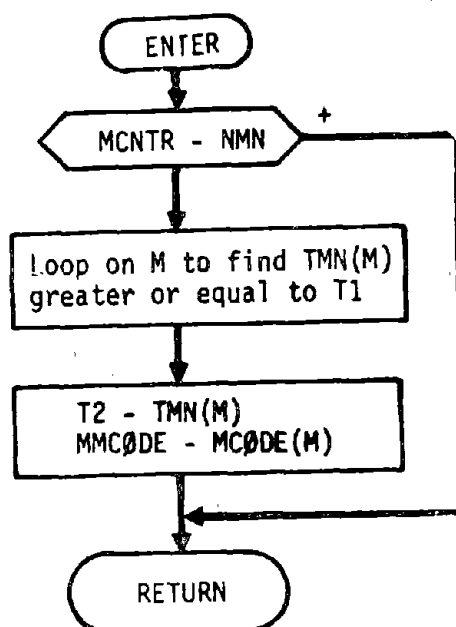 ENTER
+
MCNTR - NMN
Loop on M to find TMN(M)
greater or equal to T1
T2 - TMN(M)
MMCØDE - MCØDE(M)
RETURN